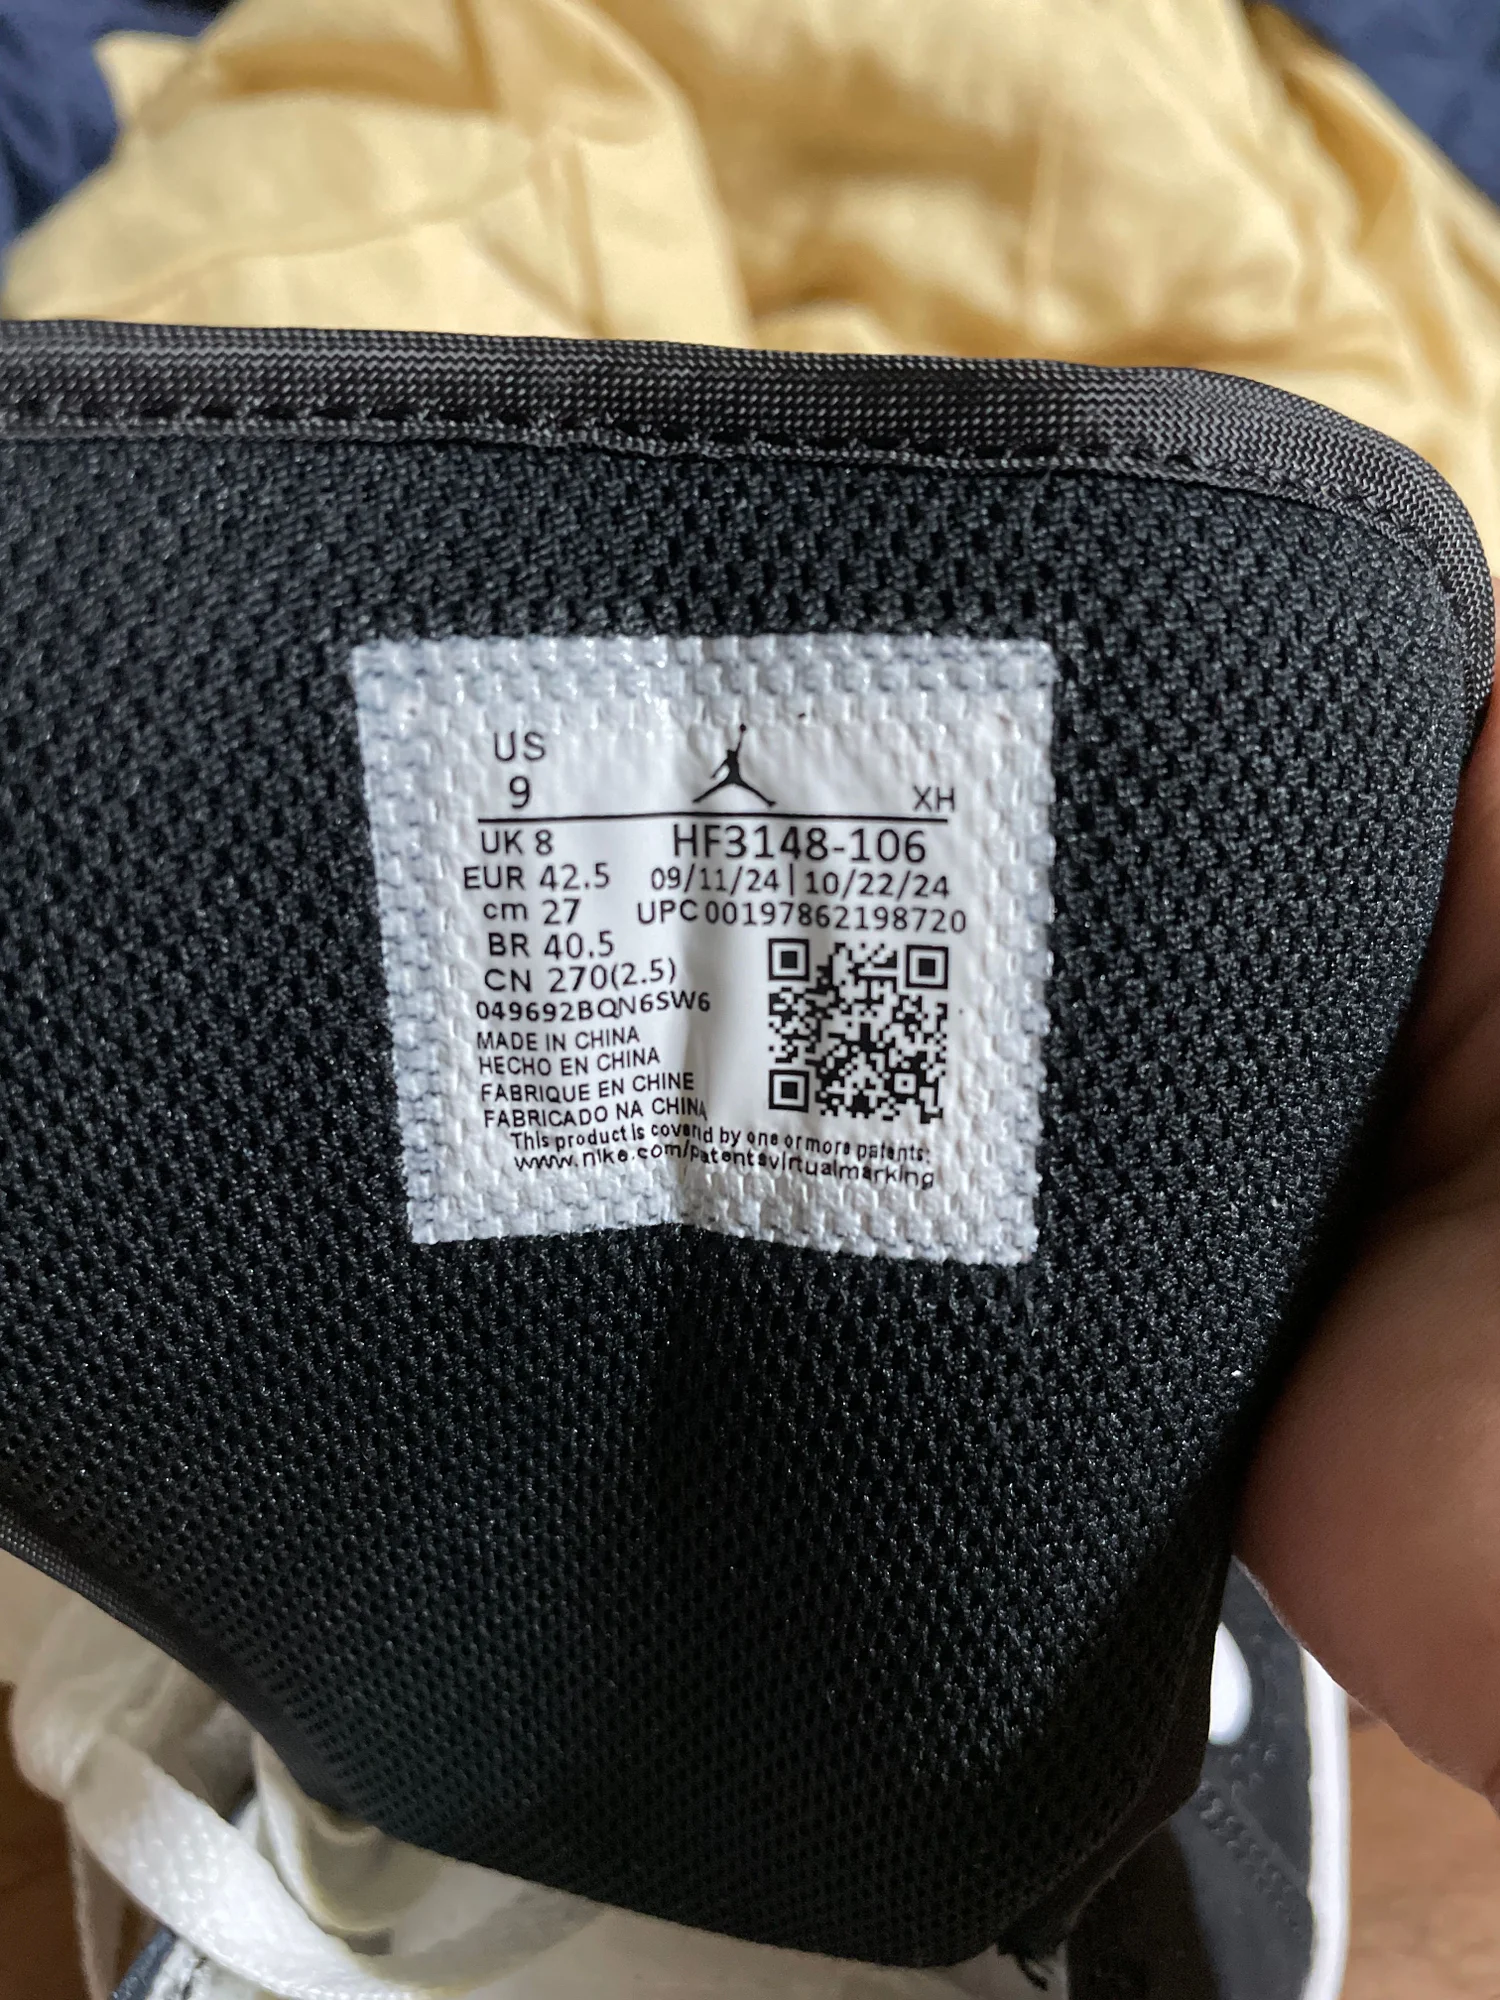 US
9 XH
UK 8 HF3148-106
EUR 42.5 09/11/24 | 10/22/24
cm 27 UPC 00197862198720
BR 40.5
CN 270(2.5)
049692BQN6SW6
MADE IN CHINA
HECHO EN CHINA
FABRIQUE EN CHINE
FABRICADO NA CHINA
This product is covered by one or more patents:
www.nike.com/patentsvirtualmarking